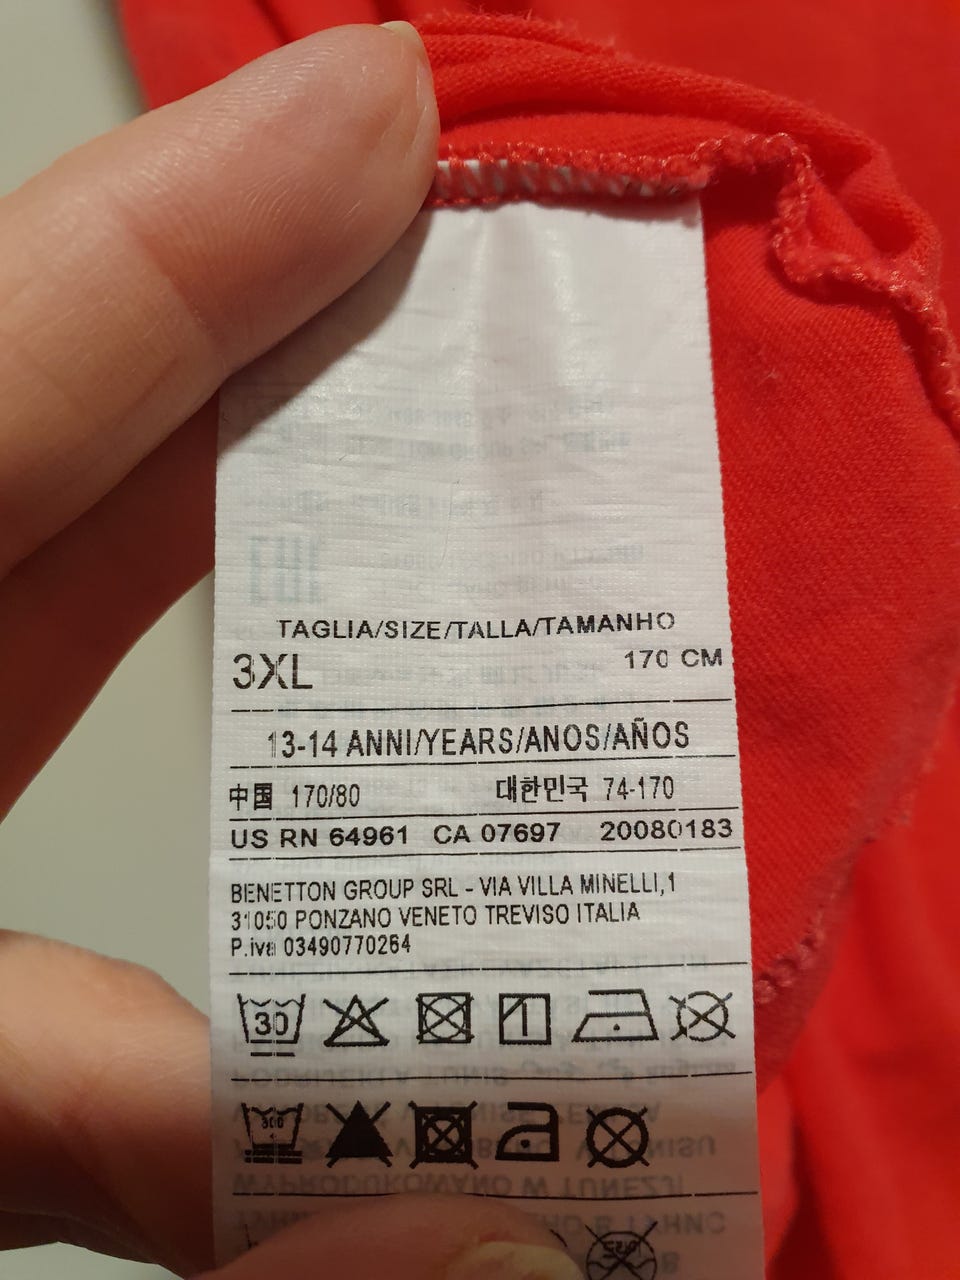 TAGLIA/SIZE/TALLA/TAMANHO
3XL 170 CM
13-14 ANNI/YEARS/ANOS/AÑOS
中国 170/80 대한민국 74-170
US RN 64961 CA 07697 20080183
BENETTON GROUP SRL - VIA VILLA MINELLI,1
31050 PONZANO VENETO TREVISO ITALIA
P.iva 03490770264
30